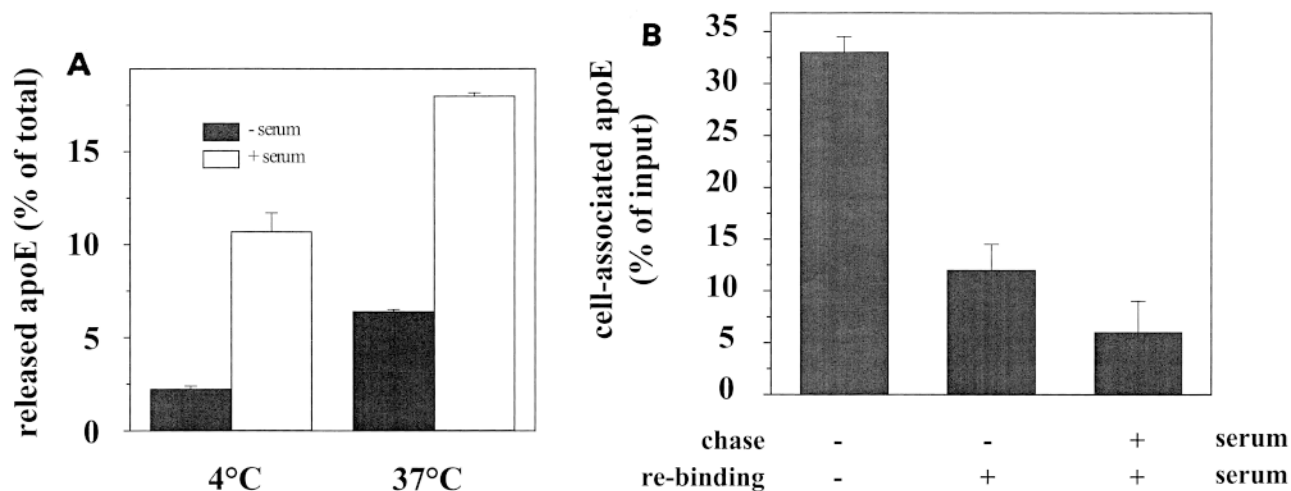 A
released apoE (% of total)
15
10
5
0
- serum
+ serum
4°C 37°C
B
cell-associated apoE
(% of input)
35
30
25
20
15
10
5
0
chase - - + serum
re-binding - + + serum